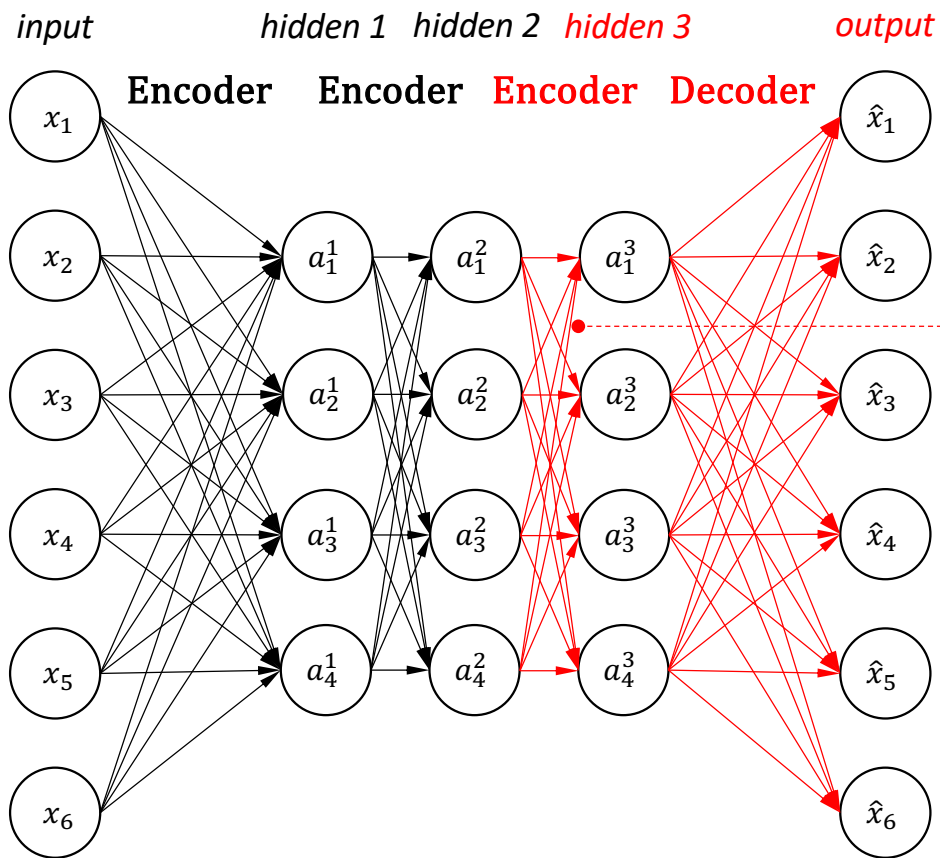 input hidden 1 hidden 2 hidden 3 output
Encoder Encoder Encoder Decoder
x₁ x̂₁
x₂ a₁¹ a₁² a₁³ x̂₂
x₃ a₂¹ a₂² a₂³ x̂₃
x₄ a₃¹ a₃² a₃³ x̂₄
x₅ a₄¹ a₄² a₄³ x̂₅
x₆ x̂₆